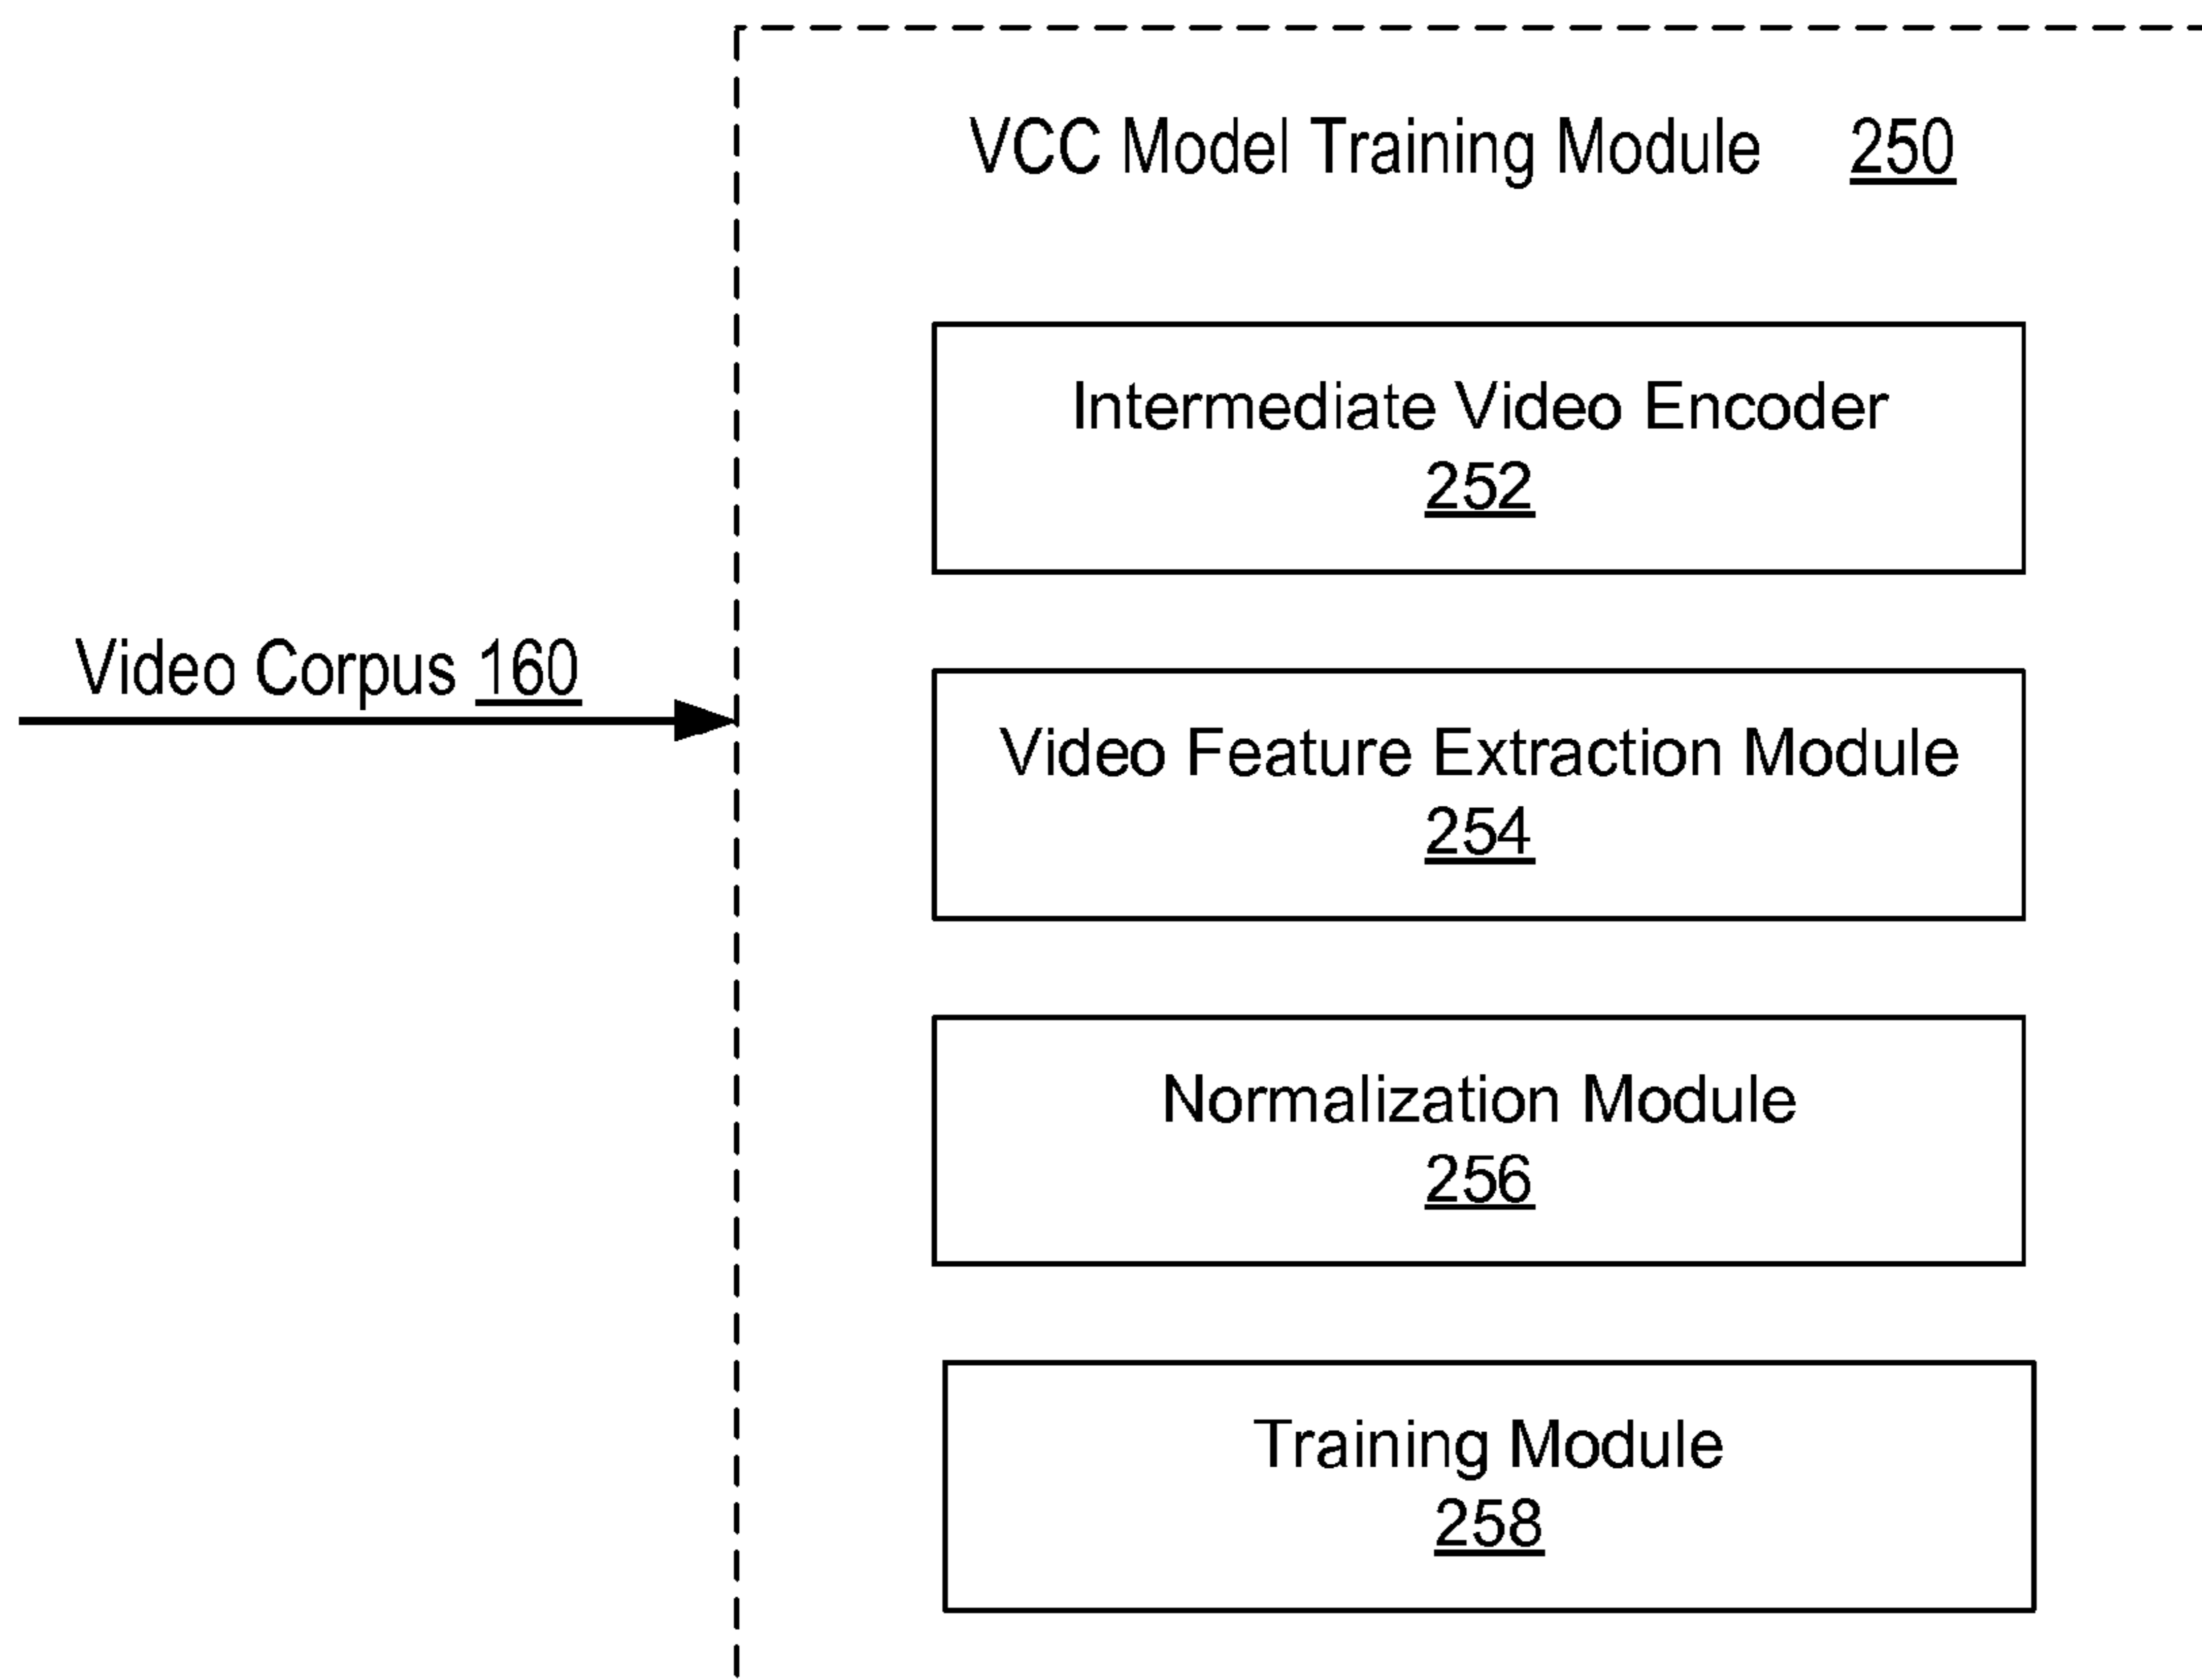 VCC Model Training Module 250
Intermediate Video Encoder
252
Video Corpus 160
Video Feature Extraction Module
254
Normalization Module
256
Training Module
258